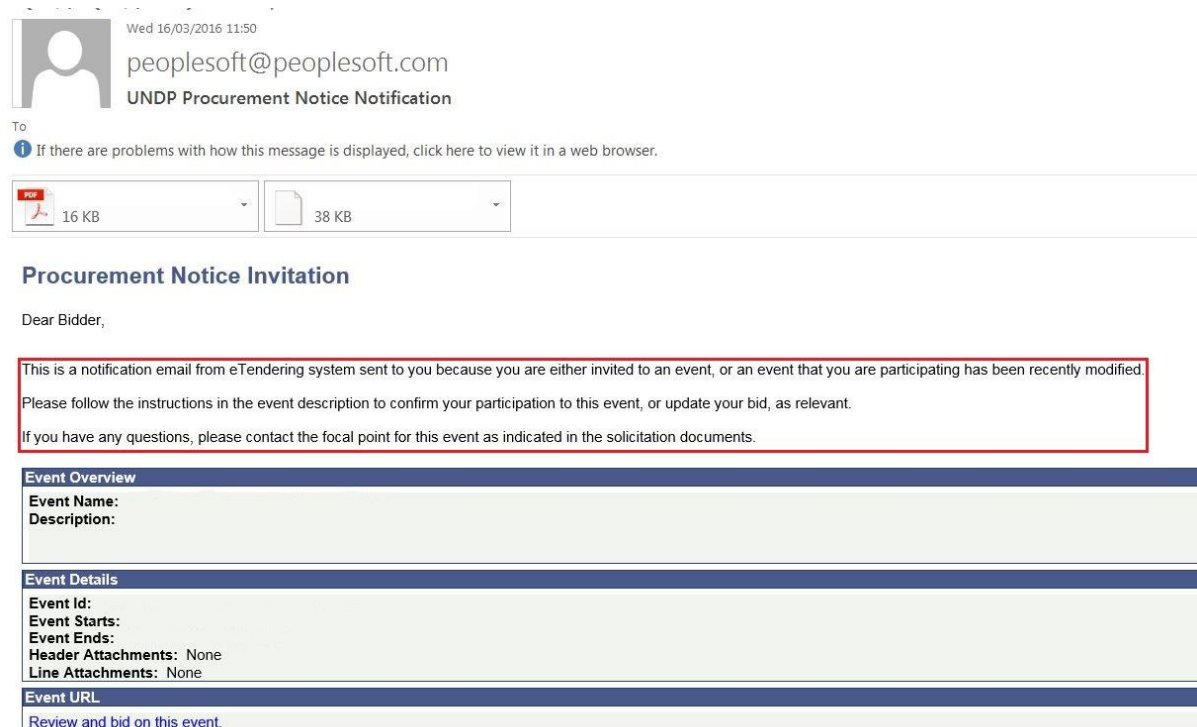 Wed 16/03/2016 11:50
peoplesoft@peoplesoft.com
UNDP Procurement Notice Notification
To
If there are problems with how this message is displayed, click here to view it in a web browser.
PDF
16 KB
38 KB
Procurement Notice Invitation
Dear Bidder,
This is a notification email from eTendering system sent to you because you are either invited to an event, or an event that you are participating has been recently modified.
Please follow the instructions in the event description to confirm your participation to this event, or update your bid, as relevant.
If you have any questions, please contact the focal point for this event as indicated in the solicitation documents.
Event Overview
Event Name:
Description:
Event Details
Event Id:
Event Starts:
Event Ends:
Header Attachments: None
Line Attachments: None
Event URL
Review and bid on this event.